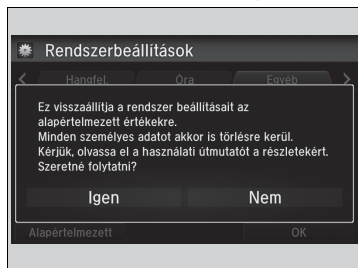 Rendszerbeállítások
Hangfel. Óra Egyéb
Ez visszaállítja a rendszer beállításait az
alapértelmezett értékekre.
Minden személyes adatot akkor is törlésre kerül.
Kérjük, olvassa el a használati útmutatót a részletekért.
Szeretné folytatni?
Igen Nem
Alapértelmezett OK